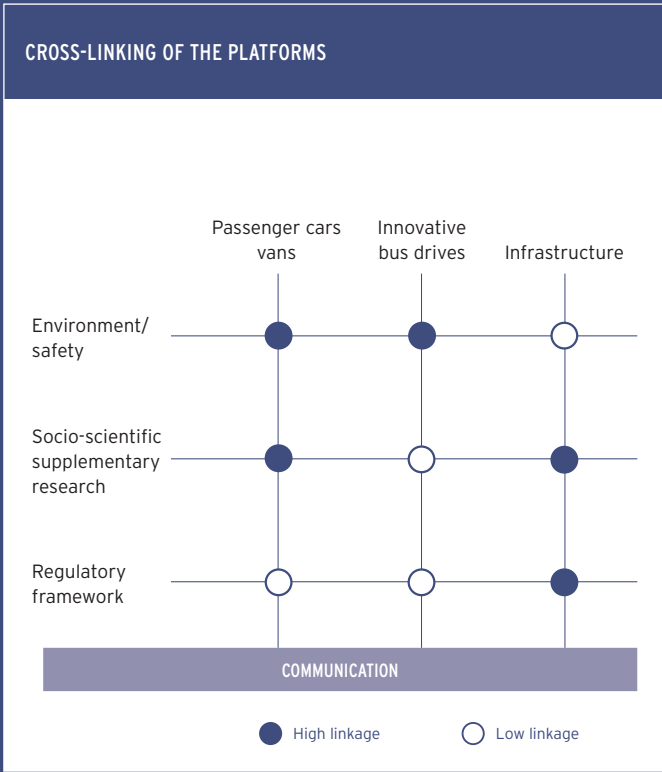 CROSS-LINKING OF THE PLATFORMS
Passenger cars
vans
Innovative
bus drives
Infrastructure
Environment/
safety
Socio-scientific
supplementary
research
Regulatory
framework
COMMUNICATION
High linkage
Low linkage